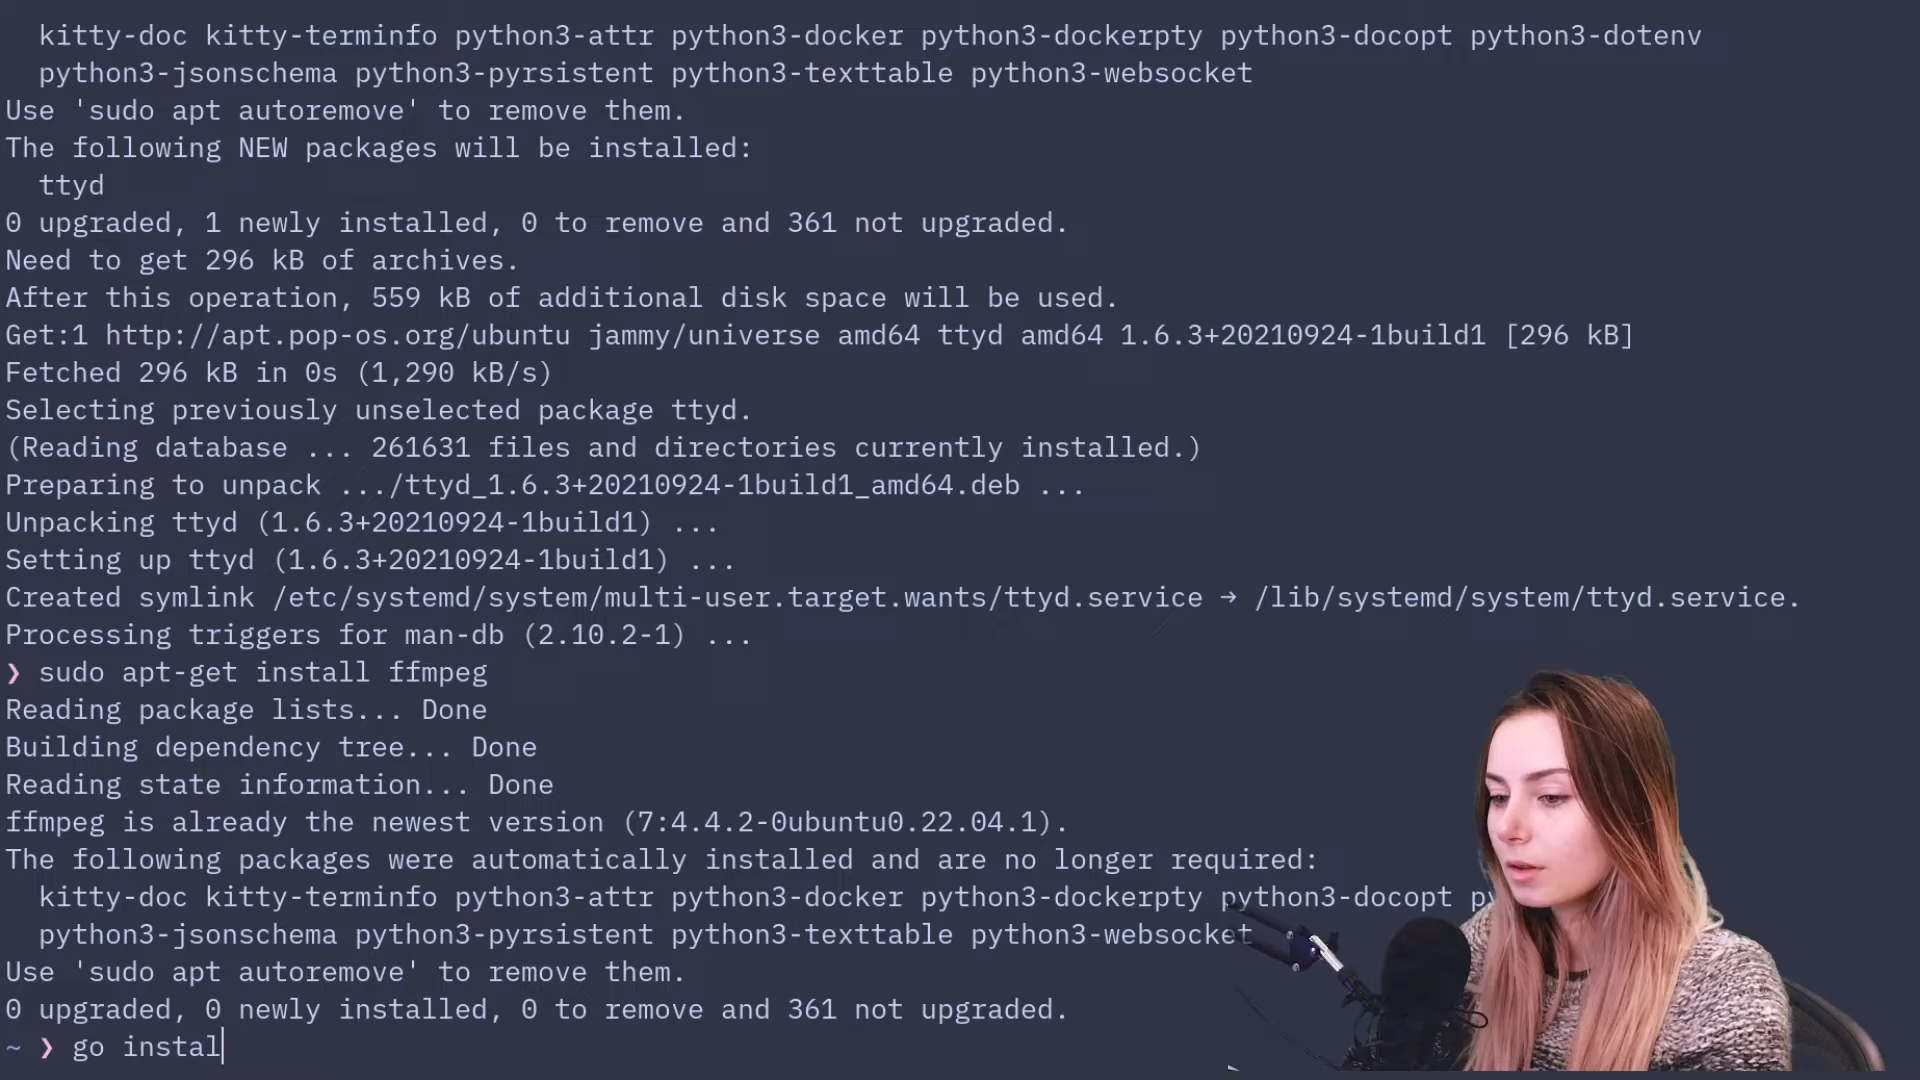 kitty-doc kitty-terminfo python3-attr python3-docker python3-dockerpty python3-docopt python3-dotenv
python3-jsonschema python3-pyrsistent python3-texttable python3-websocket
Use 'sudo apt autoremove' to remove them.
The following NEW packages will be installed:
ttyd
0 upgraded, 1 newly installed, 0 to remove and 361 not upgraded.
Need to get 296 kB of archives.
After this operation, 559 kB of additional disk space will be used.
Get:1 http://apt.pop-os.org/ubuntu jammy/universe amd64 ttyd amd64 1.6.3+20210924-1build1 [296 kB]
Fetched 296 kB in 0s (1,290 kB/s)
Selecting previously unselected package ttyd.
(Reading database ... 261631 files and directories currently installed.)
Preparing to unpack .../ttyd_1.6.3+20210924-1build1_amd64.deb ...
Unpacking ttyd (1.6.3+20210924-1build1) ...
Setting up ttyd (1.6.3+20210924-1build1) ...
Created symlink /etc/systemd/system/multi-user.target.wants/ttyd.service → /lib/systemd/system/ttyd.service.
Processing triggers for man-db (2.10.2-1) ...
❯ sudo apt-get install ffmpeg
Reading package lists... Done
Building dependency tree... Done
Reading state information... Done
ffmpeg is already the newest version (7:4.4.2-0ubuntu0.22.04.1).
The following packages were automatically installed and are no longer required:
kitty-doc kitty-terminfo python3-attr python3-docker python3-dockerpty python3-docopt
python3-jsonschema python3-pyrsistent python3-texttable python3-websocket
Use 'sudo apt autoremove' to remove them.
0 upgraded, 0 newly installed, 0 to remove and 361 not upgraded.
~ ❯ go instal